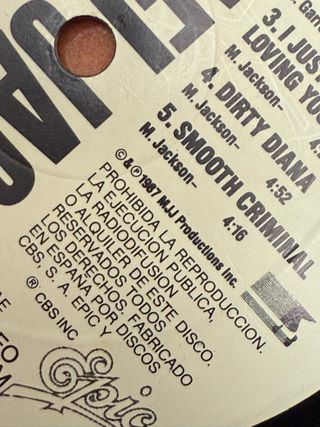 3. I JUST
LOVING YOU
M. Jackson-
4. DIRTY DIANA
M. Jackson- 4:52
5. SMOOTH CRIMINAL
M. Jackson- 4:16
© & ℗ 1987 MJJ Productions Inc.
PROHIBIDA LA REPRODUCCION,
LA EJECUCION PUBLICA,
LA RADIODIFUSION
O ALQUILER DE ESTE DISCO.
RESERVADOS TODOS
LOS DERECHOS. FABRICADO
EN ESPAÑA POR DISCOS
CBS S. A. EPIC Y
® CBS INC
Epic